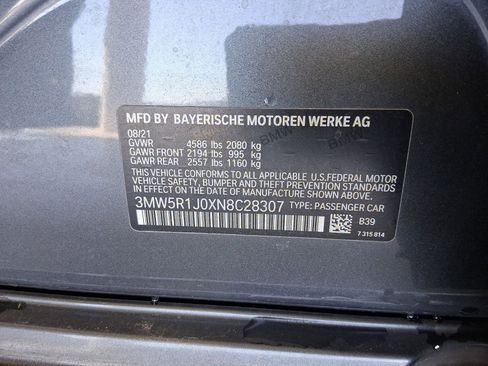 MFD BY BAYERISCHE MOTOREN WERKE AG
08/21
GVWR 4586 lbs 2080 kg
GAWR FRONT 2194 lbs 995 kg
GAWR REAR 2557 lbs 1160 kg
THIS VEHICLE CONFORMS TO ALL APPLICABLE U.S.FEDERAL MOTOR
VEHICLE SAFETY, BUMPER AND THEFT PREVENTION STANDARDS IN
EFFECT ON THE DATE OF MANUFACTURE SHOWN ABOVE.
3MW5R1J0XN8C28307 TYPE: PASSENGER CAR
B39
7 315 814